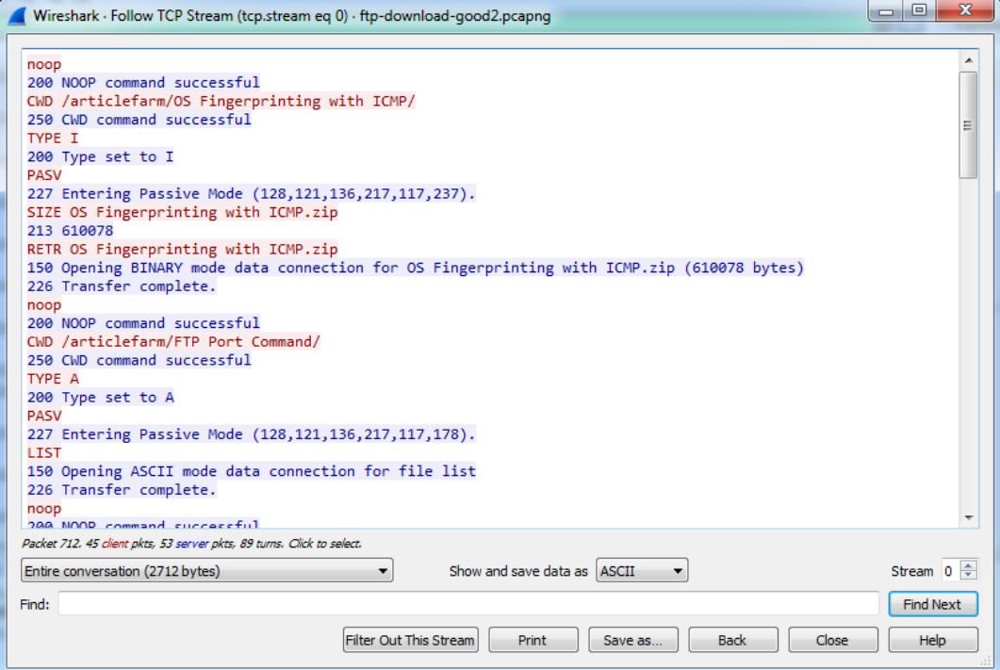 Wireshark · Follow TCP Stream (tcp.stream eq 0) · ftp-download-good2.pcapng
noop
200 NOOP command successful
CWD /articlefarm/OS Fingerprinting with ICMP/
250 CWD command successful
TYPE I
200 Type set to I
PASV
227 Entering Passive Mode (128,121,136,217,117,237).
SIZE OS Fingerprinting with ICMP.zip
213 610078
RETR OS Fingerprinting with ICMP.zip
150 Opening BINARY mode data connection for OS Fingerprinting with ICMP.zip (610078 bytes)
226 Transfer complete.
noop
200 NOOP command successful
CWD /articlefarm/FTP Port Command/
250 CWD command successful
TYPE A
200 Type set to A
PASV
227 Entering Passive Mode (128,121,136,217,117,178).
LIST
150 Opening ASCII mode data connection for file list
226 Transfer complete.
noop
200 NOOP command successful
Packet 712. 45 client pkts, 53 server pkts, 89 turns. Click to select.
Entire conversation (2712 bytes)
Show and save data as ASCII
Stream 0
Find:
Find Next
Filter Out This Stream
Print
Save as...
Back
Close
Help